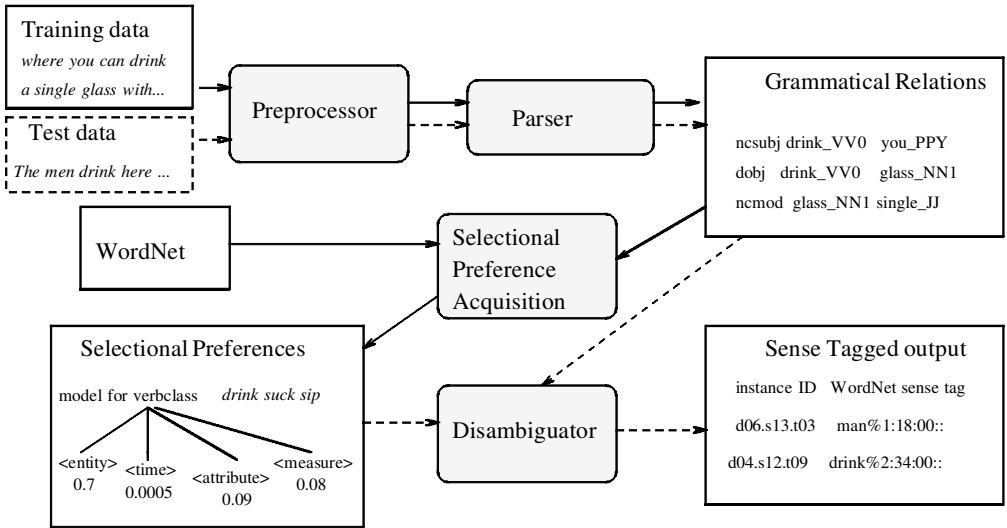 Training data
where you can drink
a single glass with...
Test data
The men drink here ...
Preprocessor
Parser
Grammatical Relations
ncsubj drink_VV0 you_PPY
dobj drink_VV0 glass_NN1
ncmod glass_NN1 single_JJ
WordNet
Selectional
Preference
Acquisition
Selectional Preferences
model for verbclass drink suck sip
<entity>
0.7
<time>
0.0005
<attribute>
0.09
<measure>
0.08
Disambiguator
Sense Tagged output
instance ID WordNet sense tag
d06.s13.t03 man%1:18:00::
d04.s12.t09 drink%2:34:00::